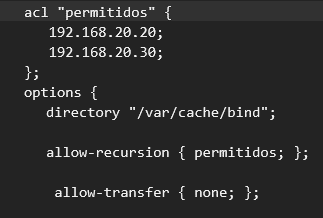 acl "permitidos" {
192.168.20.20;
192.168.20.30;
};
options {
directory "/var/cache/bind";
allow-recursion { permitidos; };
allow-transfer { none; };